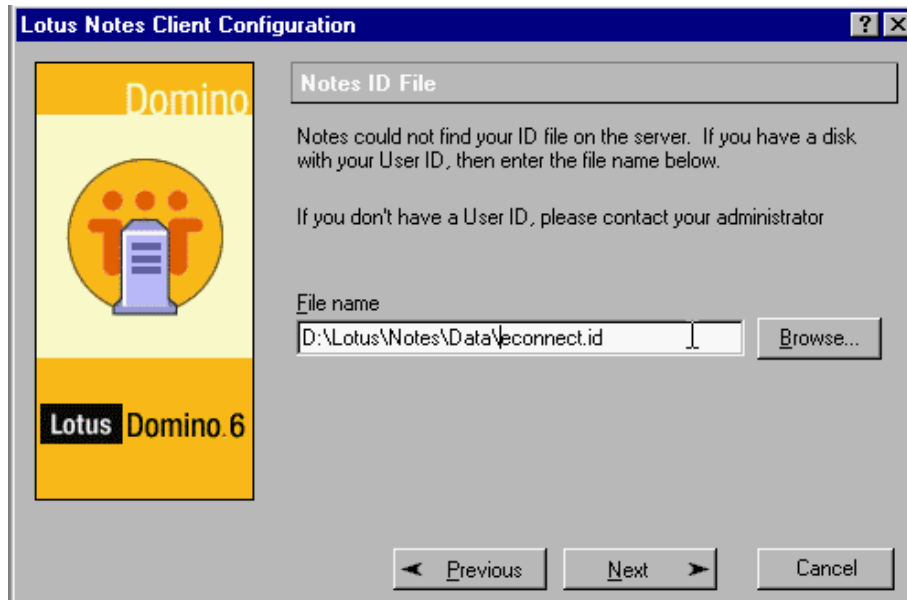 Lotus Notes Client Configuration
Domino
Notes ID File
Notes could not find your ID file on the server. If you have a disk
with your User ID, then enter the file name below.
If you don't have a User ID, please contact your administrator
File name
D:\Lotus\Notes\Data\econnect.id
Browse...
Lotus Domino.6
Previous
Next
Cancel